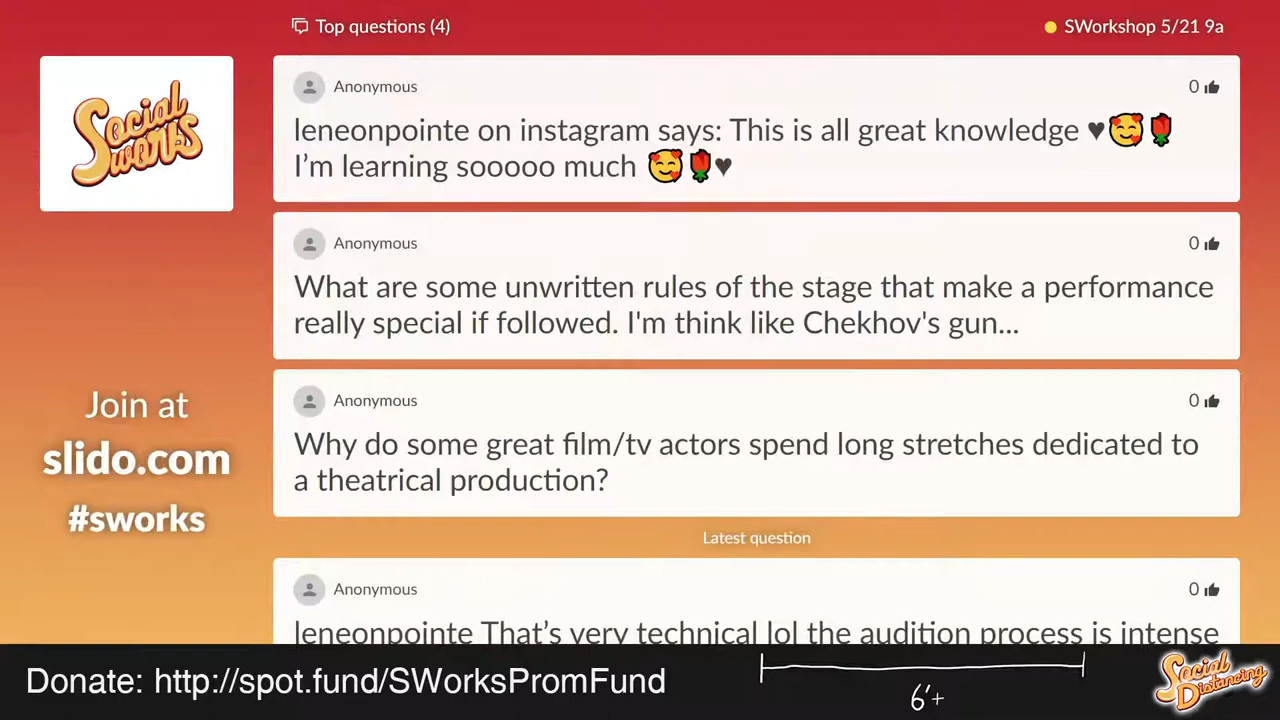 Top questions (4)
SWorkshop 5/21 9a
Social
Sworks
Anonymous
0
leneonpointe on instagram says: This is all great knowledge ♥🥰🌹
I'm learning sooooo much 🥰🌹♥
Anonymous
0
What are some unwritten rules of the stage that make a performance
really special if followed. I'm think like Chekhov's gun...
Anonymous
0
Why do some great film/tv actors spend long stretches dedicated to
a theatrical production?
Join at
slido.com
#sworks
Latest question
Anonymous
0
leneonpointe That's very technical lol the audition process is intense
Donate: http://spot.fund/SWorksPromFund
6'+
Social
Distancing